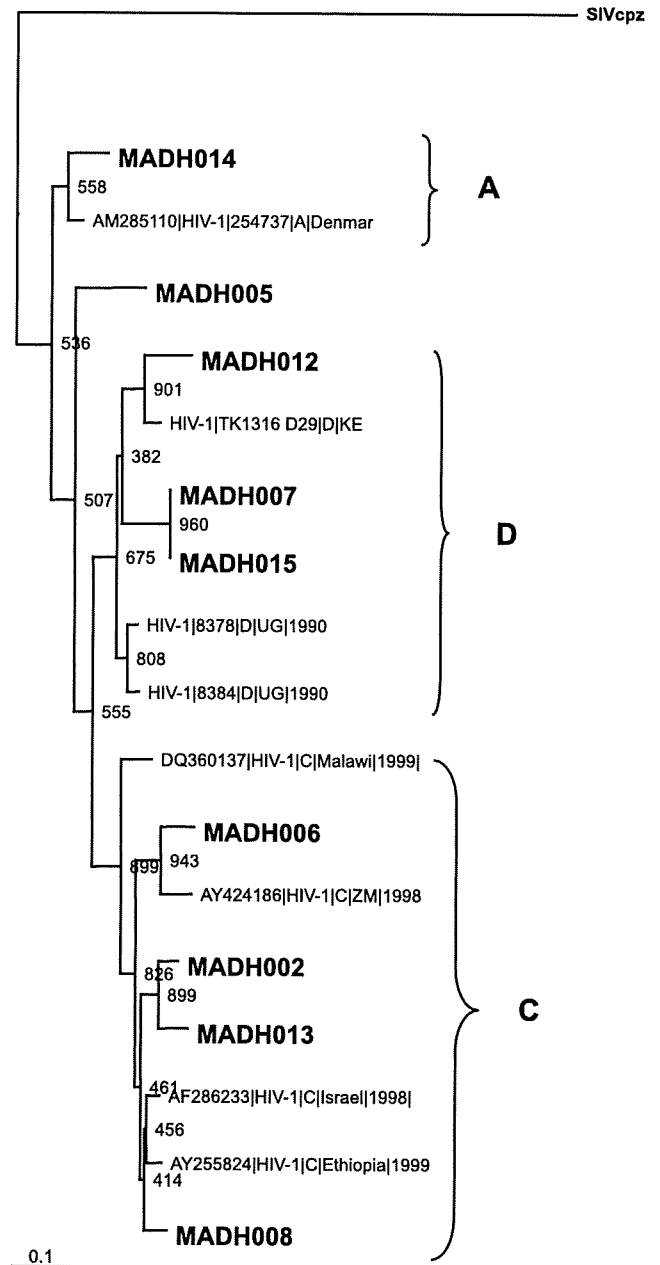 SIVcpz
MADH014
558
A
AM285110|HIV-1|254737|A|Denmar
MADH005
536
MADH012
901
HIV-1|TK1316 D29|D|KE
382
MADH007
507
960
D
675
MADH015
HIV-1|8378|D|UG|1990
808
HIV-1|8384|D|UG|1990
555
DQ360137|HIV-1|C|Malawi|1999|
MADH006
899
943
AY424186|HIV-1|C|ZM|1998
MADH002
826
899
C
MADH013
461
AF286233|HIV-1|C|Israel|1998|
456
AY255824|HIV-1|C|Ethiopia|1999
414
MADH008
0.1